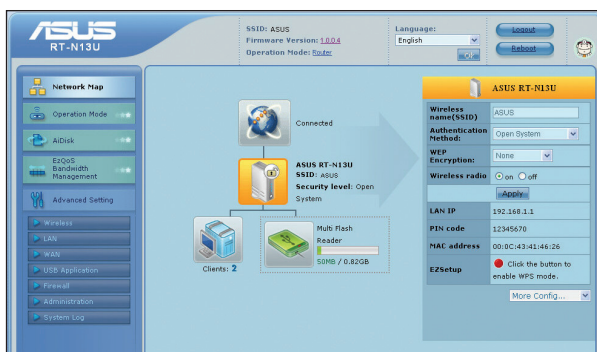 ASUS
RT-N13U
SSID: ASUS
Firmware Version: 1.0.0.4
Operation Mode: Router
Language:
English
Logout
Reboot
Network Map
Operation Mode
AiDisk
EzQoS
Bandwidth
Management
Advanced Setting
Wireless
LAN
WAN
USB Application
Firewall
Administration
System Log
Connected
ASUS RT-N13U
SSID: ASUS
Security level: Open
System
Clients: 2
Multi Flash
Reader
50MB / 0.82GB
ASUS RT-N13U
Wireless name(SSID)
ASUS
Authentication Method:
Open System
WEP Encryption:
None
Wireless radio
on off
Apply
LAN IP
192.168.1.1
PIN code
12345670
MAC address
00:0C:43:41:46:26
EZSetup
Click the button to
enable WPS mode.
More Config...